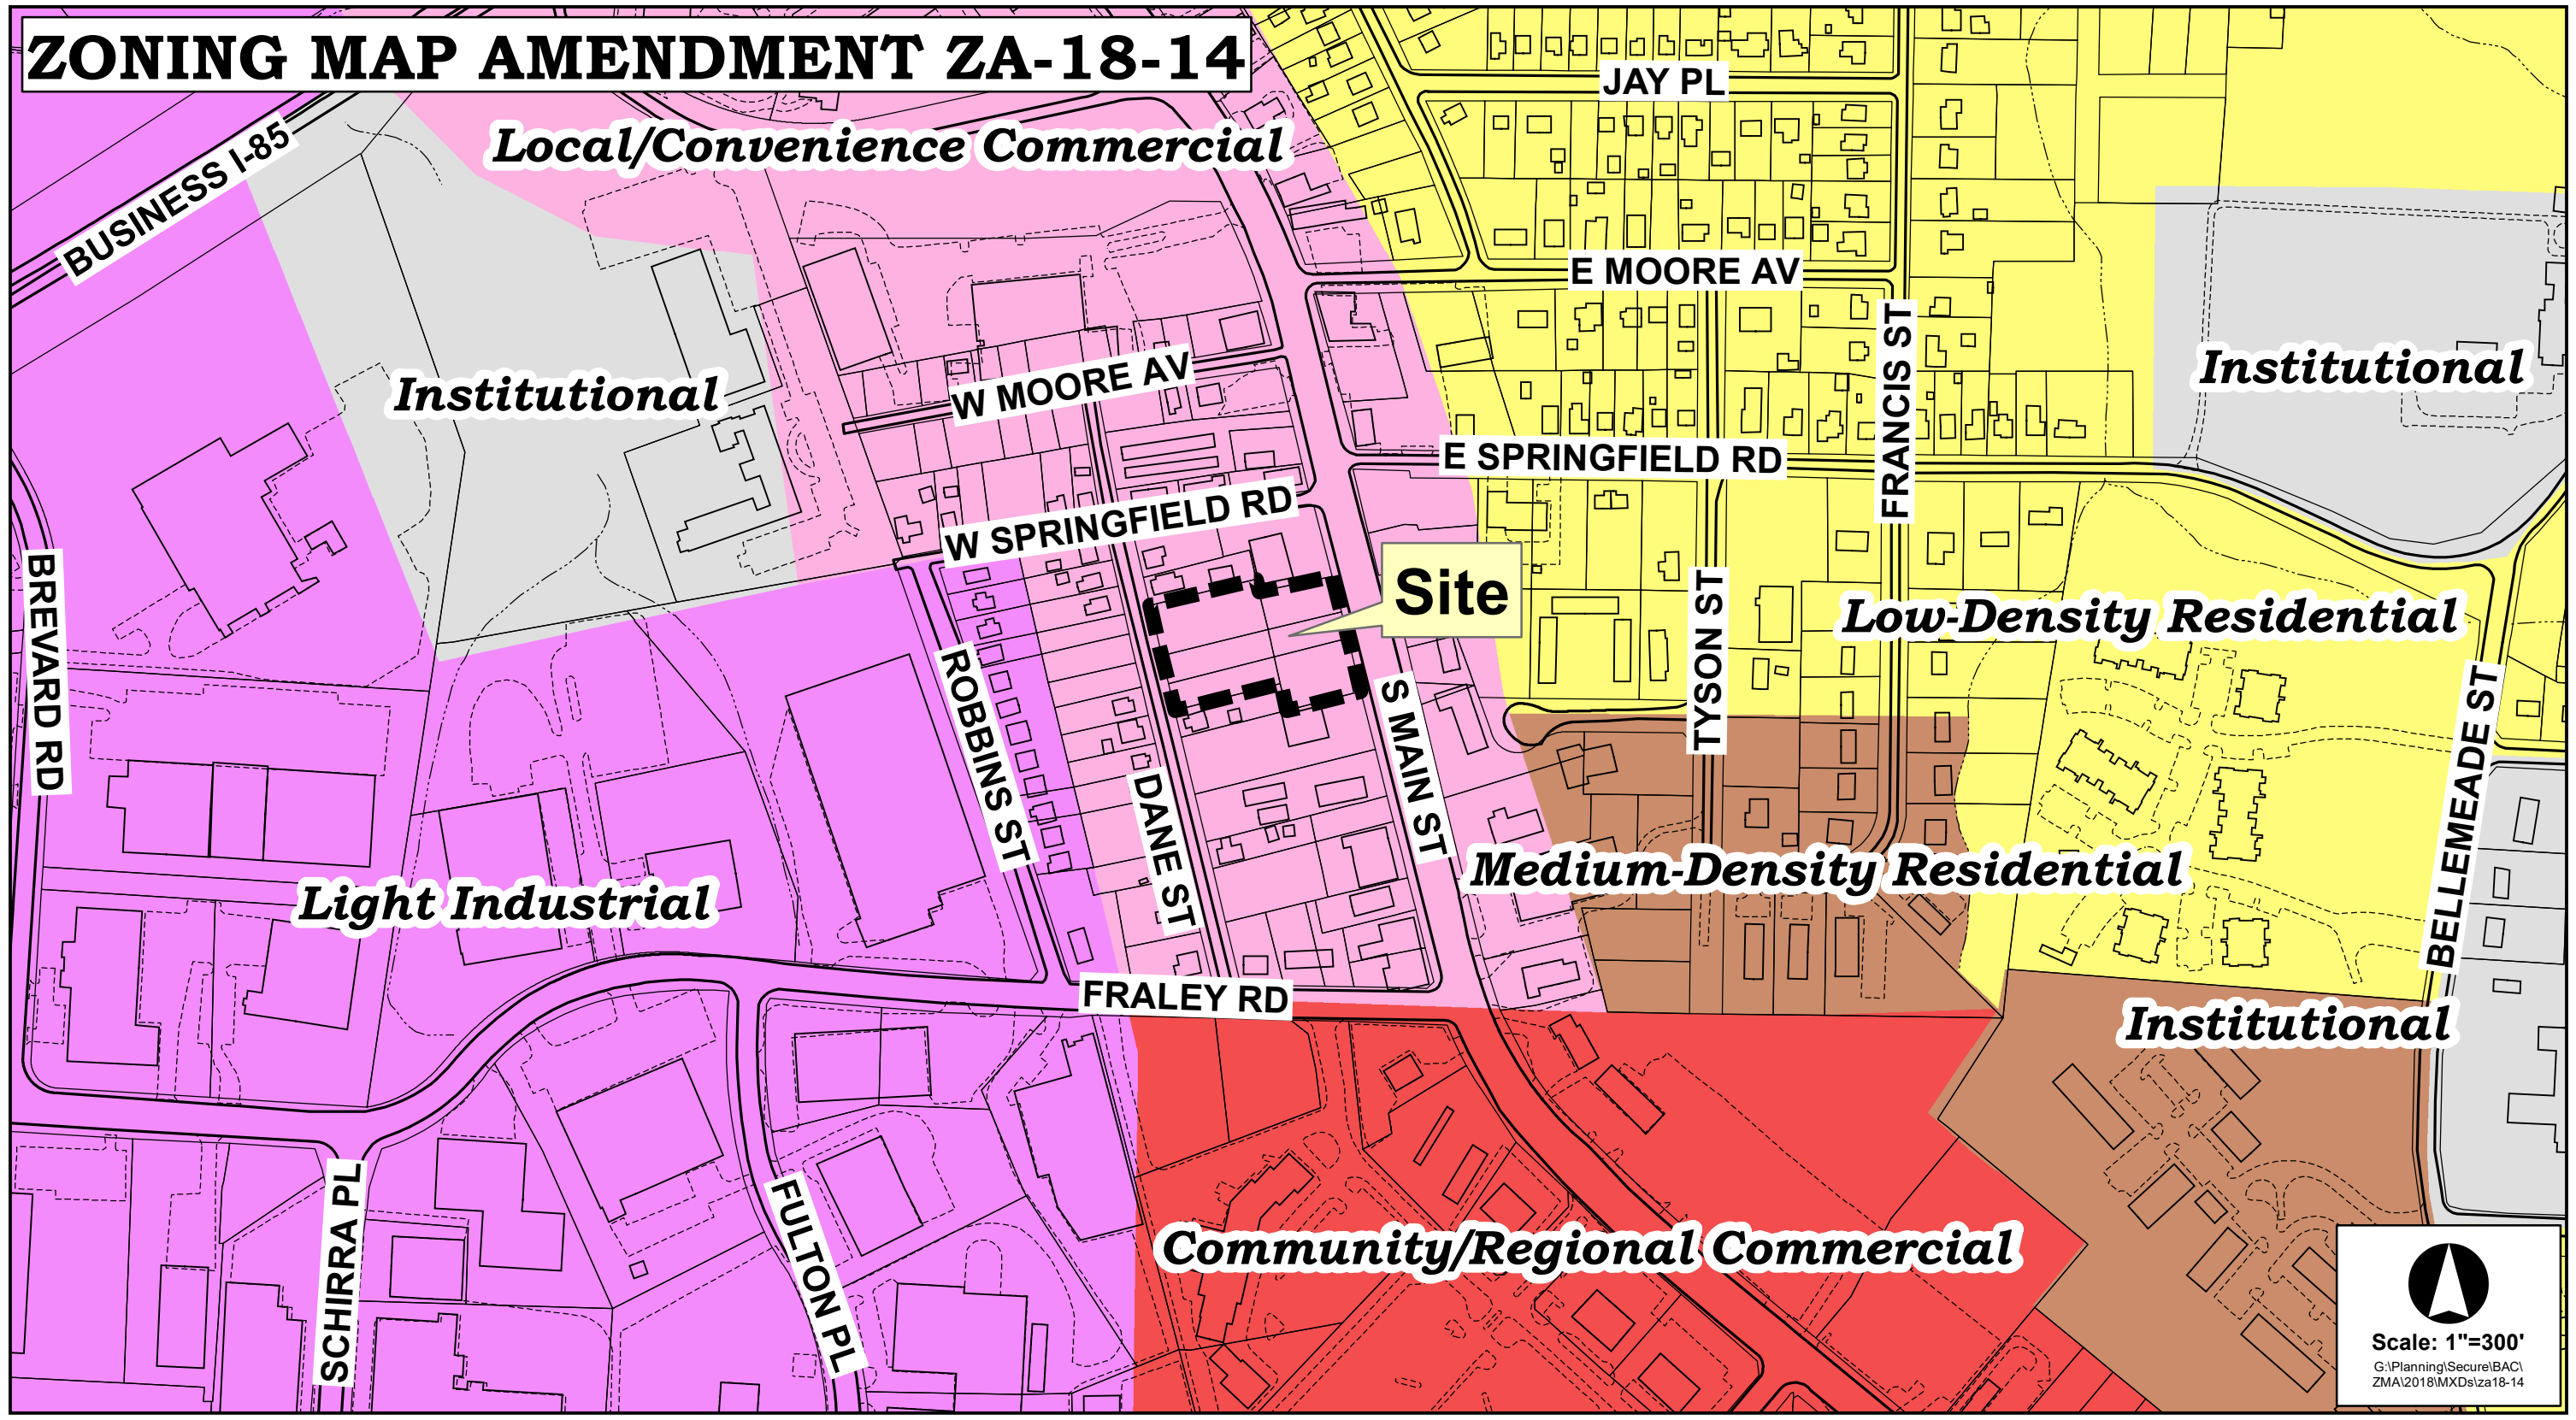 ZONING MAP AMENDMENT ZA-18-14
JAY PL
Local/Convenience Commercial
BUSINESS I-85
E MOORE AV
Institutional
Institutional
W MOORE AV
FRANCIS ST
E SPRINGFIELD RD
W SPRINGFIELD RD
Site
BREVARD RD
TYSON ST
Low-Density Residential
ROBBINS ST
S MAIN ST
DANE ST
BELLEMEADE ST
Medium-Density Residential
Light Industrial
FRALEY RD
Institutional
Community/Regional Commercial
SCHIRRA PL
FULTON PL
Scale: 1"=300'
G:\Planning\Secure\BAC\
ZMA\2018\MXDs\za18-14